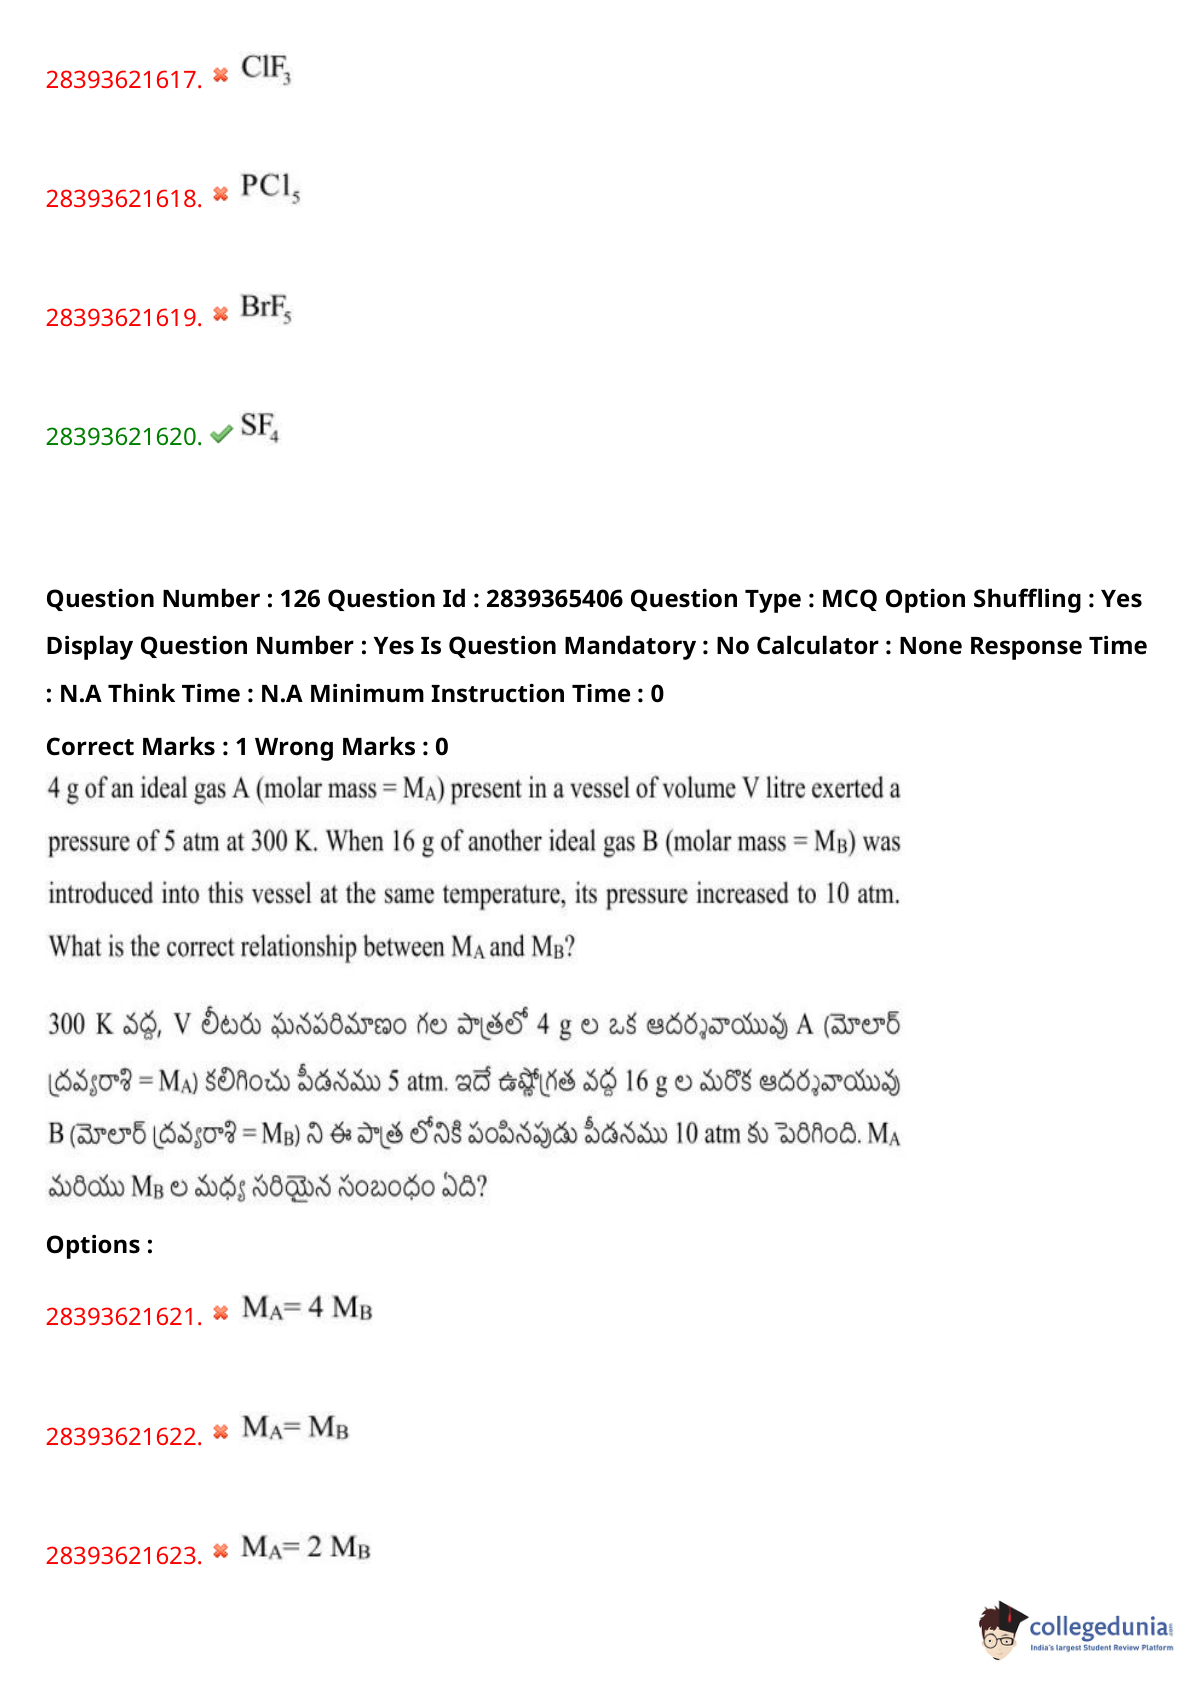 28393621617. ✖ ClF₃
28393621618. ✖ PCl₅
28393621619. ✖ BrF₅
28393621620. ✔ SF₄
Question Number : 126 Question Id : 2839365406 Question Type : MCQ Option Shuffling : Yes
Display Question Number : Yes Is Question Mandatory : No Calculator : None Response Time
: N.A Think Time : N.A Minimum Instruction Time : 0
Correct Marks : 1 Wrong Marks : 0
4 g of an ideal gas A (molar mass = M_A) present in a vessel of volume V litre exerted a
pressure of 5 atm at 300 K. When 16 g of another ideal gas B (molar mass = M_B) was
introduced into this vessel at the same temperature, its pressure increased to 10 atm.
What is the correct relationship between M_A and M_B?
300 K వద్ద, V లీటరు ఘనపరిమాణం గల పాత్రలో 4 g ల ఒక ఆదర్శవాయువు A (మోలార్
ద్రవ్యరాశి = M_A) కలిగించు పీడనము 5 atm. ఇదే ఉష్ణోగ్రత వద్ద 16 g ల మరొక ఆదర్శవాయువు
B (మోలార్ ద్రవ్యరాశి = M_B) ని ఈ పాత్ర లోనికి పంపినపుడు పీడనము 10 atm కు పెరిగింది. M_A
మరియు M_B ల మధ్య సరియైన సంబంధం ఏది?
Options :
28393621621. ✖ M_A= 4 M_B
28393621622. ✖ M_A= M_B
28393621623. ✖ M_A= 2 M_B
collegedunia
India's largest Student Review Platform